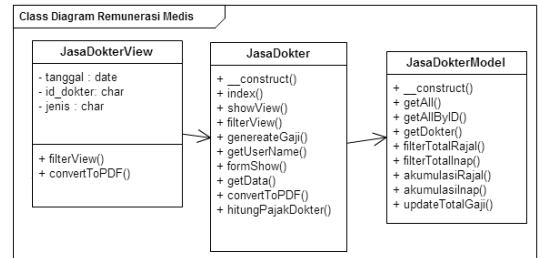 Class Diagram Remunerasi Medis
JasaDokterView
- tanggal : date
- id_dokter: char
- jenis : char
+ filterView()
+ convertToPDF()
JasaDokter
+ __construct()
+ index()
+ showView()
+ filterView()
+ genereateGaji()
+ getUserName()
+ formShow()
+ getData()
+ convertToPDF()
+ hitungPajakDokter()
JasaDokterModel
+ __construct()
+ getAll()
+ getAllByID()
+ getDokter()
+ filterTotalRajal()
+ filterTotalInap()
+ akumulasiRajal()
+ akumulasiInap()
+ updateTotalGaji()